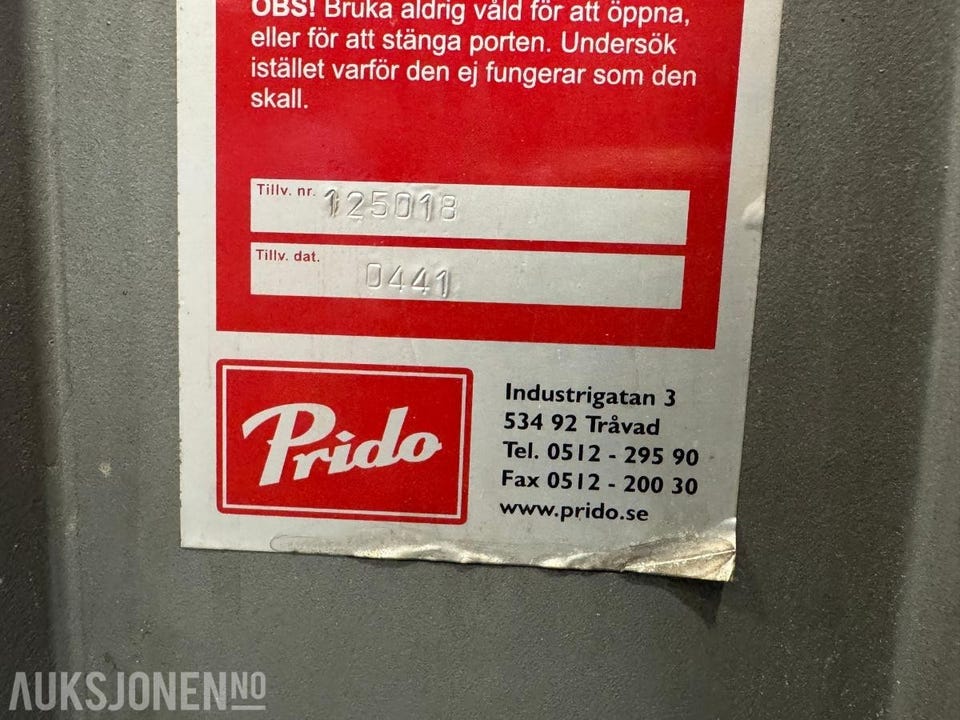 OBS! Bruka aldrig våld för att öppna,
eller för att stänga porten. Undersök
istället varför den ej fungerar som den
skall.
Tillv. nr. 125018
Tillv. dat. 0441
Prido
Industrigatan 3
534 92 Tråvad
Tel. 0512 - 295 90
Fax 0512 - 200 30
www.prido.se
AUKSJONEN NO